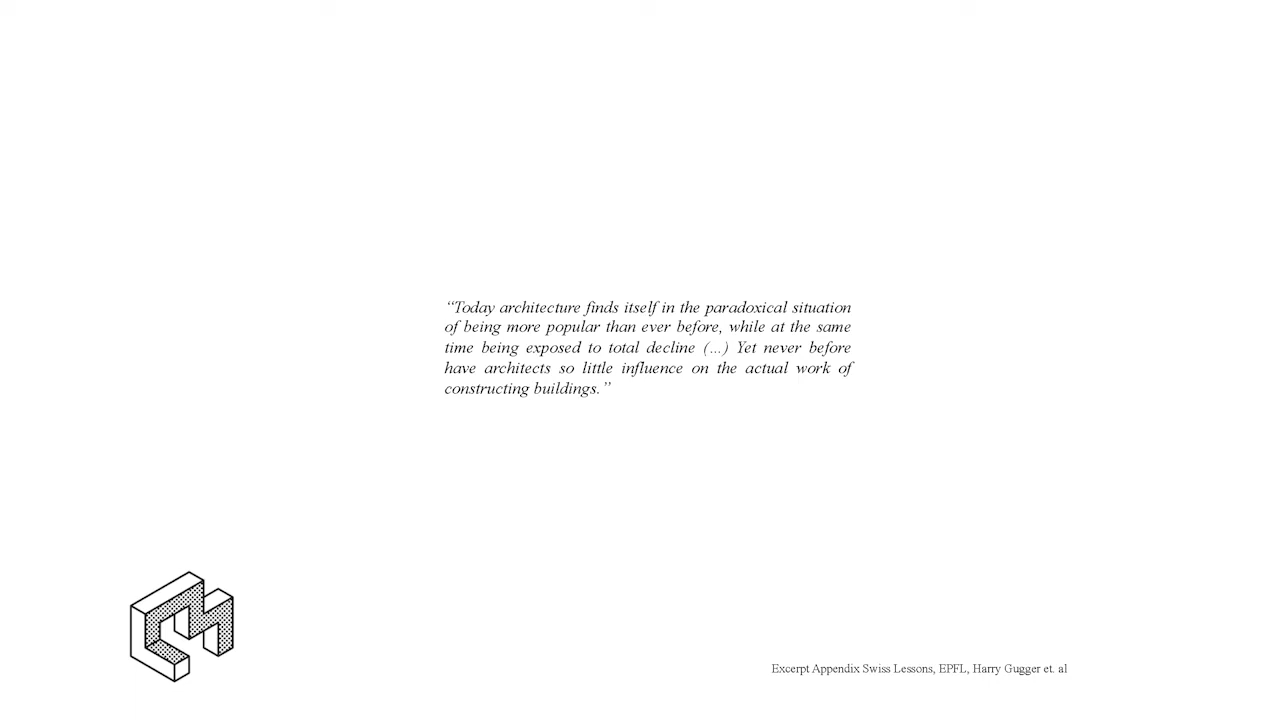 “Today architecture finds itself in the paradoxical situation
of being more popular than ever before, while at the same
time being exposed to total decline (...) Yet never before
have architects so little influence on the actual work of
constructing buildings.”
Excerpt Appendix Swiss Lessons, EPFL, Harry Gugger et. al